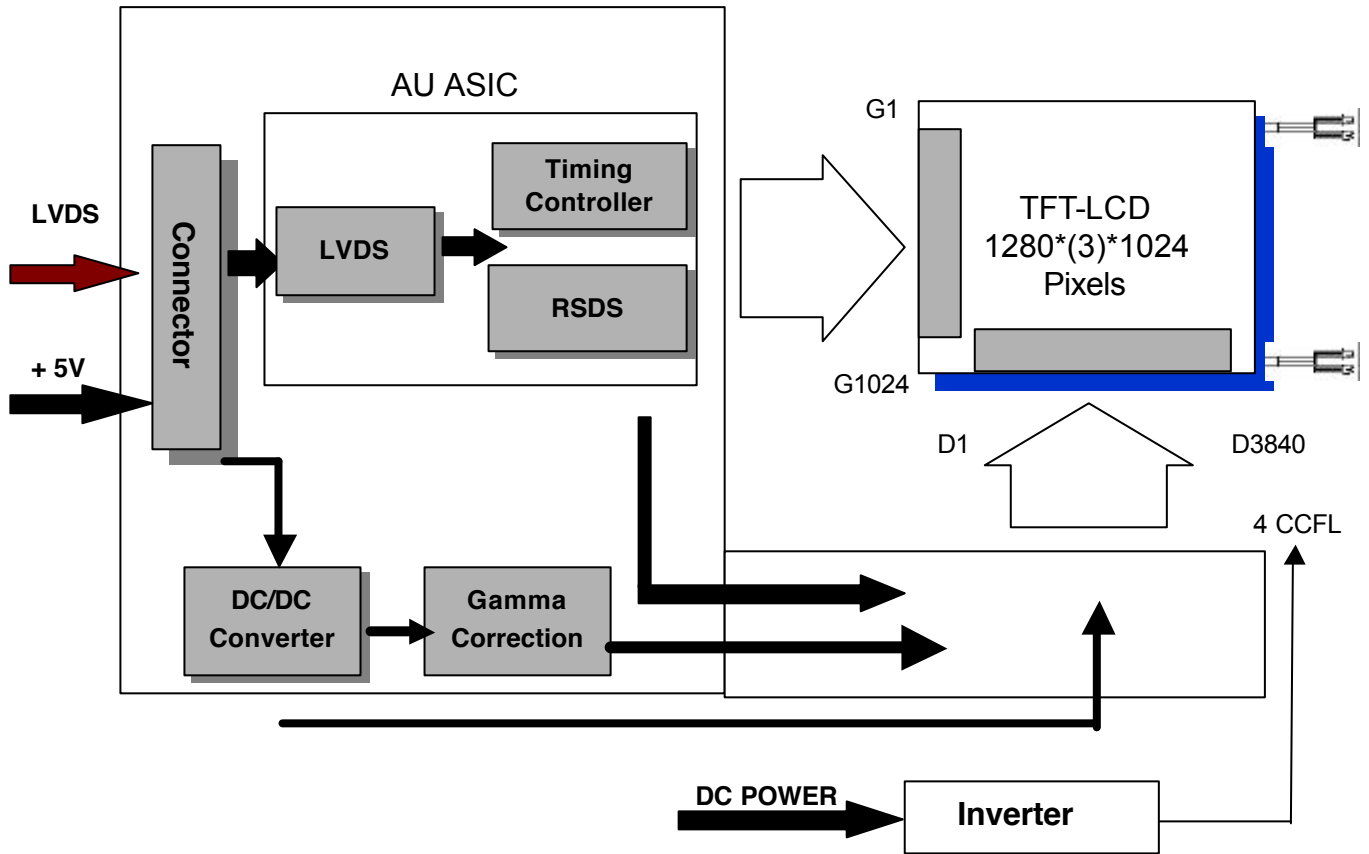 AU ASIC
G1
Timing
Controller
TFT-LCD
1280*(3)*1024
Pixels
LVDS
Connector
LVDS
RSDS
+ 5V
G1024
D1
D3840
4 CCFL
DC/DC
Converter
Gamma
Correction
DC POWER
Inverter